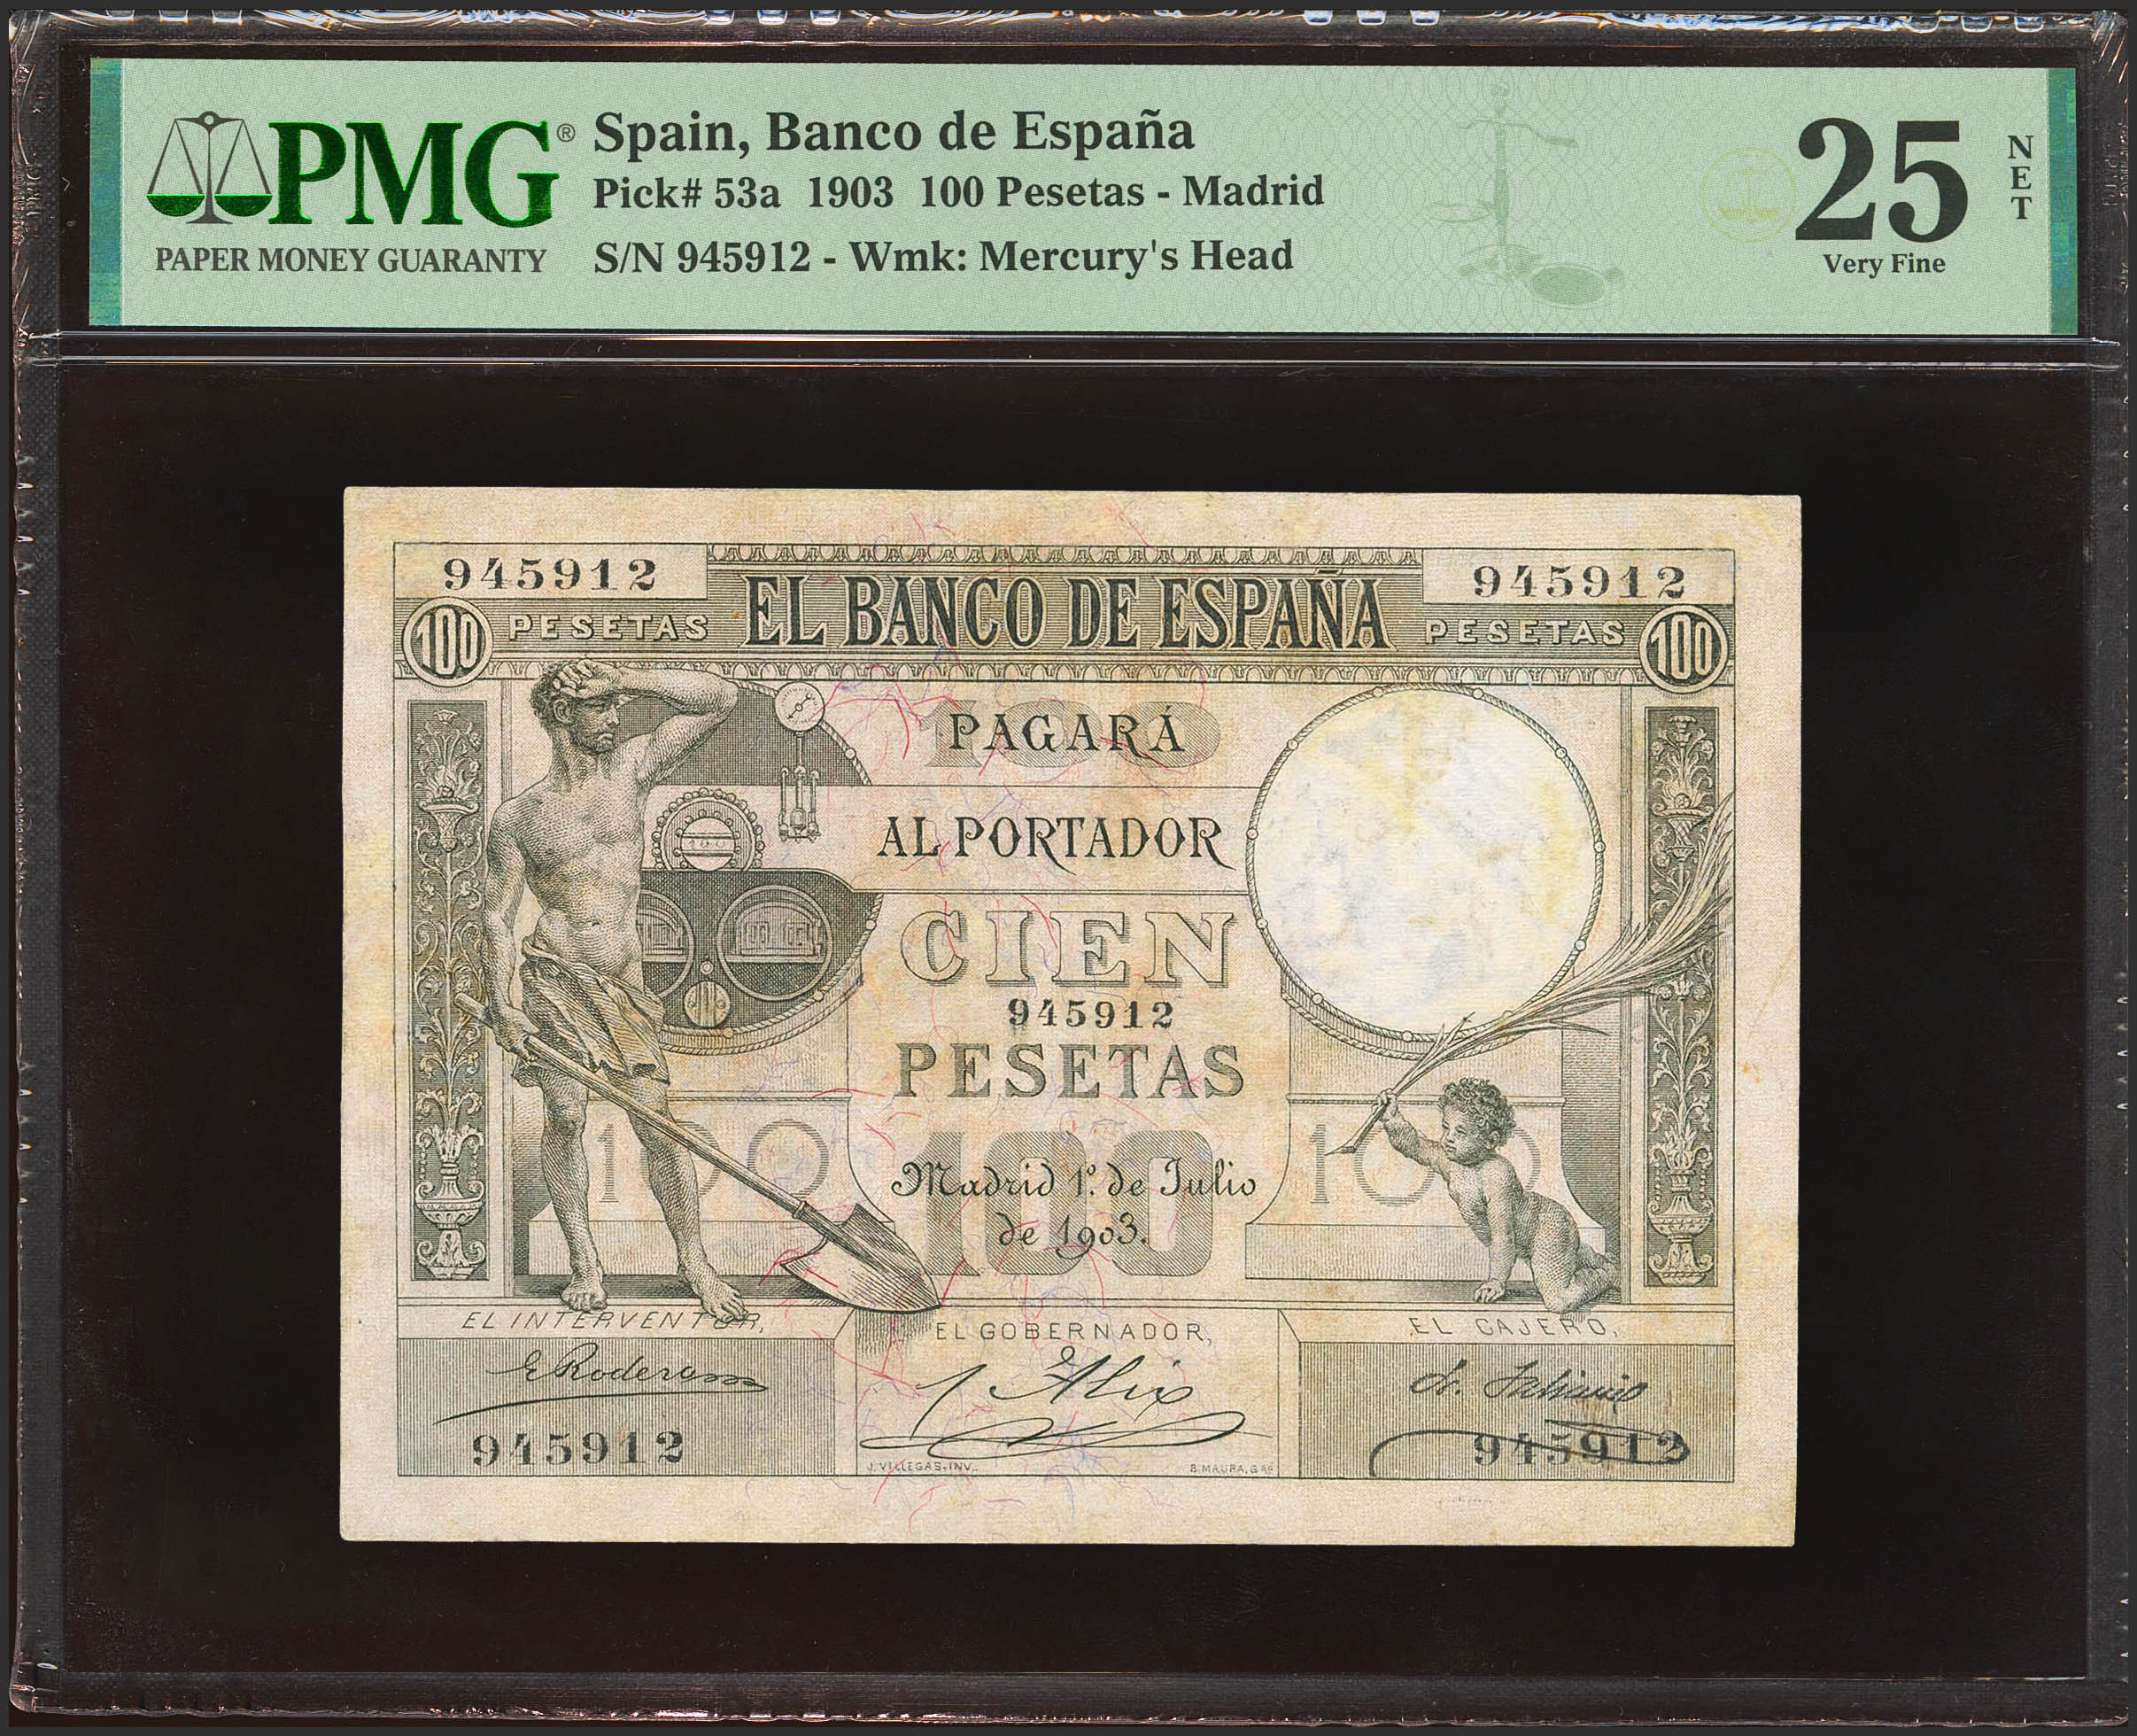 PMG®
PAPER MONEY GUARANTY
Spain, Banco de España
Pick# 53a 1903 100 Pesetas - Madrid
S/N 945912 - Wmk: Mercury's Head
25
NET
Very Fine
945912 945912
100 PESETAS EL BANCO DE ESPAÑA PESETAS 100
100
PAGARÁ
AL PORTADOR
CIEN
945912
PESETAS
100 100 100
Madrid 1º. de Julio
de 1903.
EL INTERVENTOR, EL GOBERNADOR, EL CAJERO,
945912 945912
J. VILLEGAS, INV. B. MAURA, G